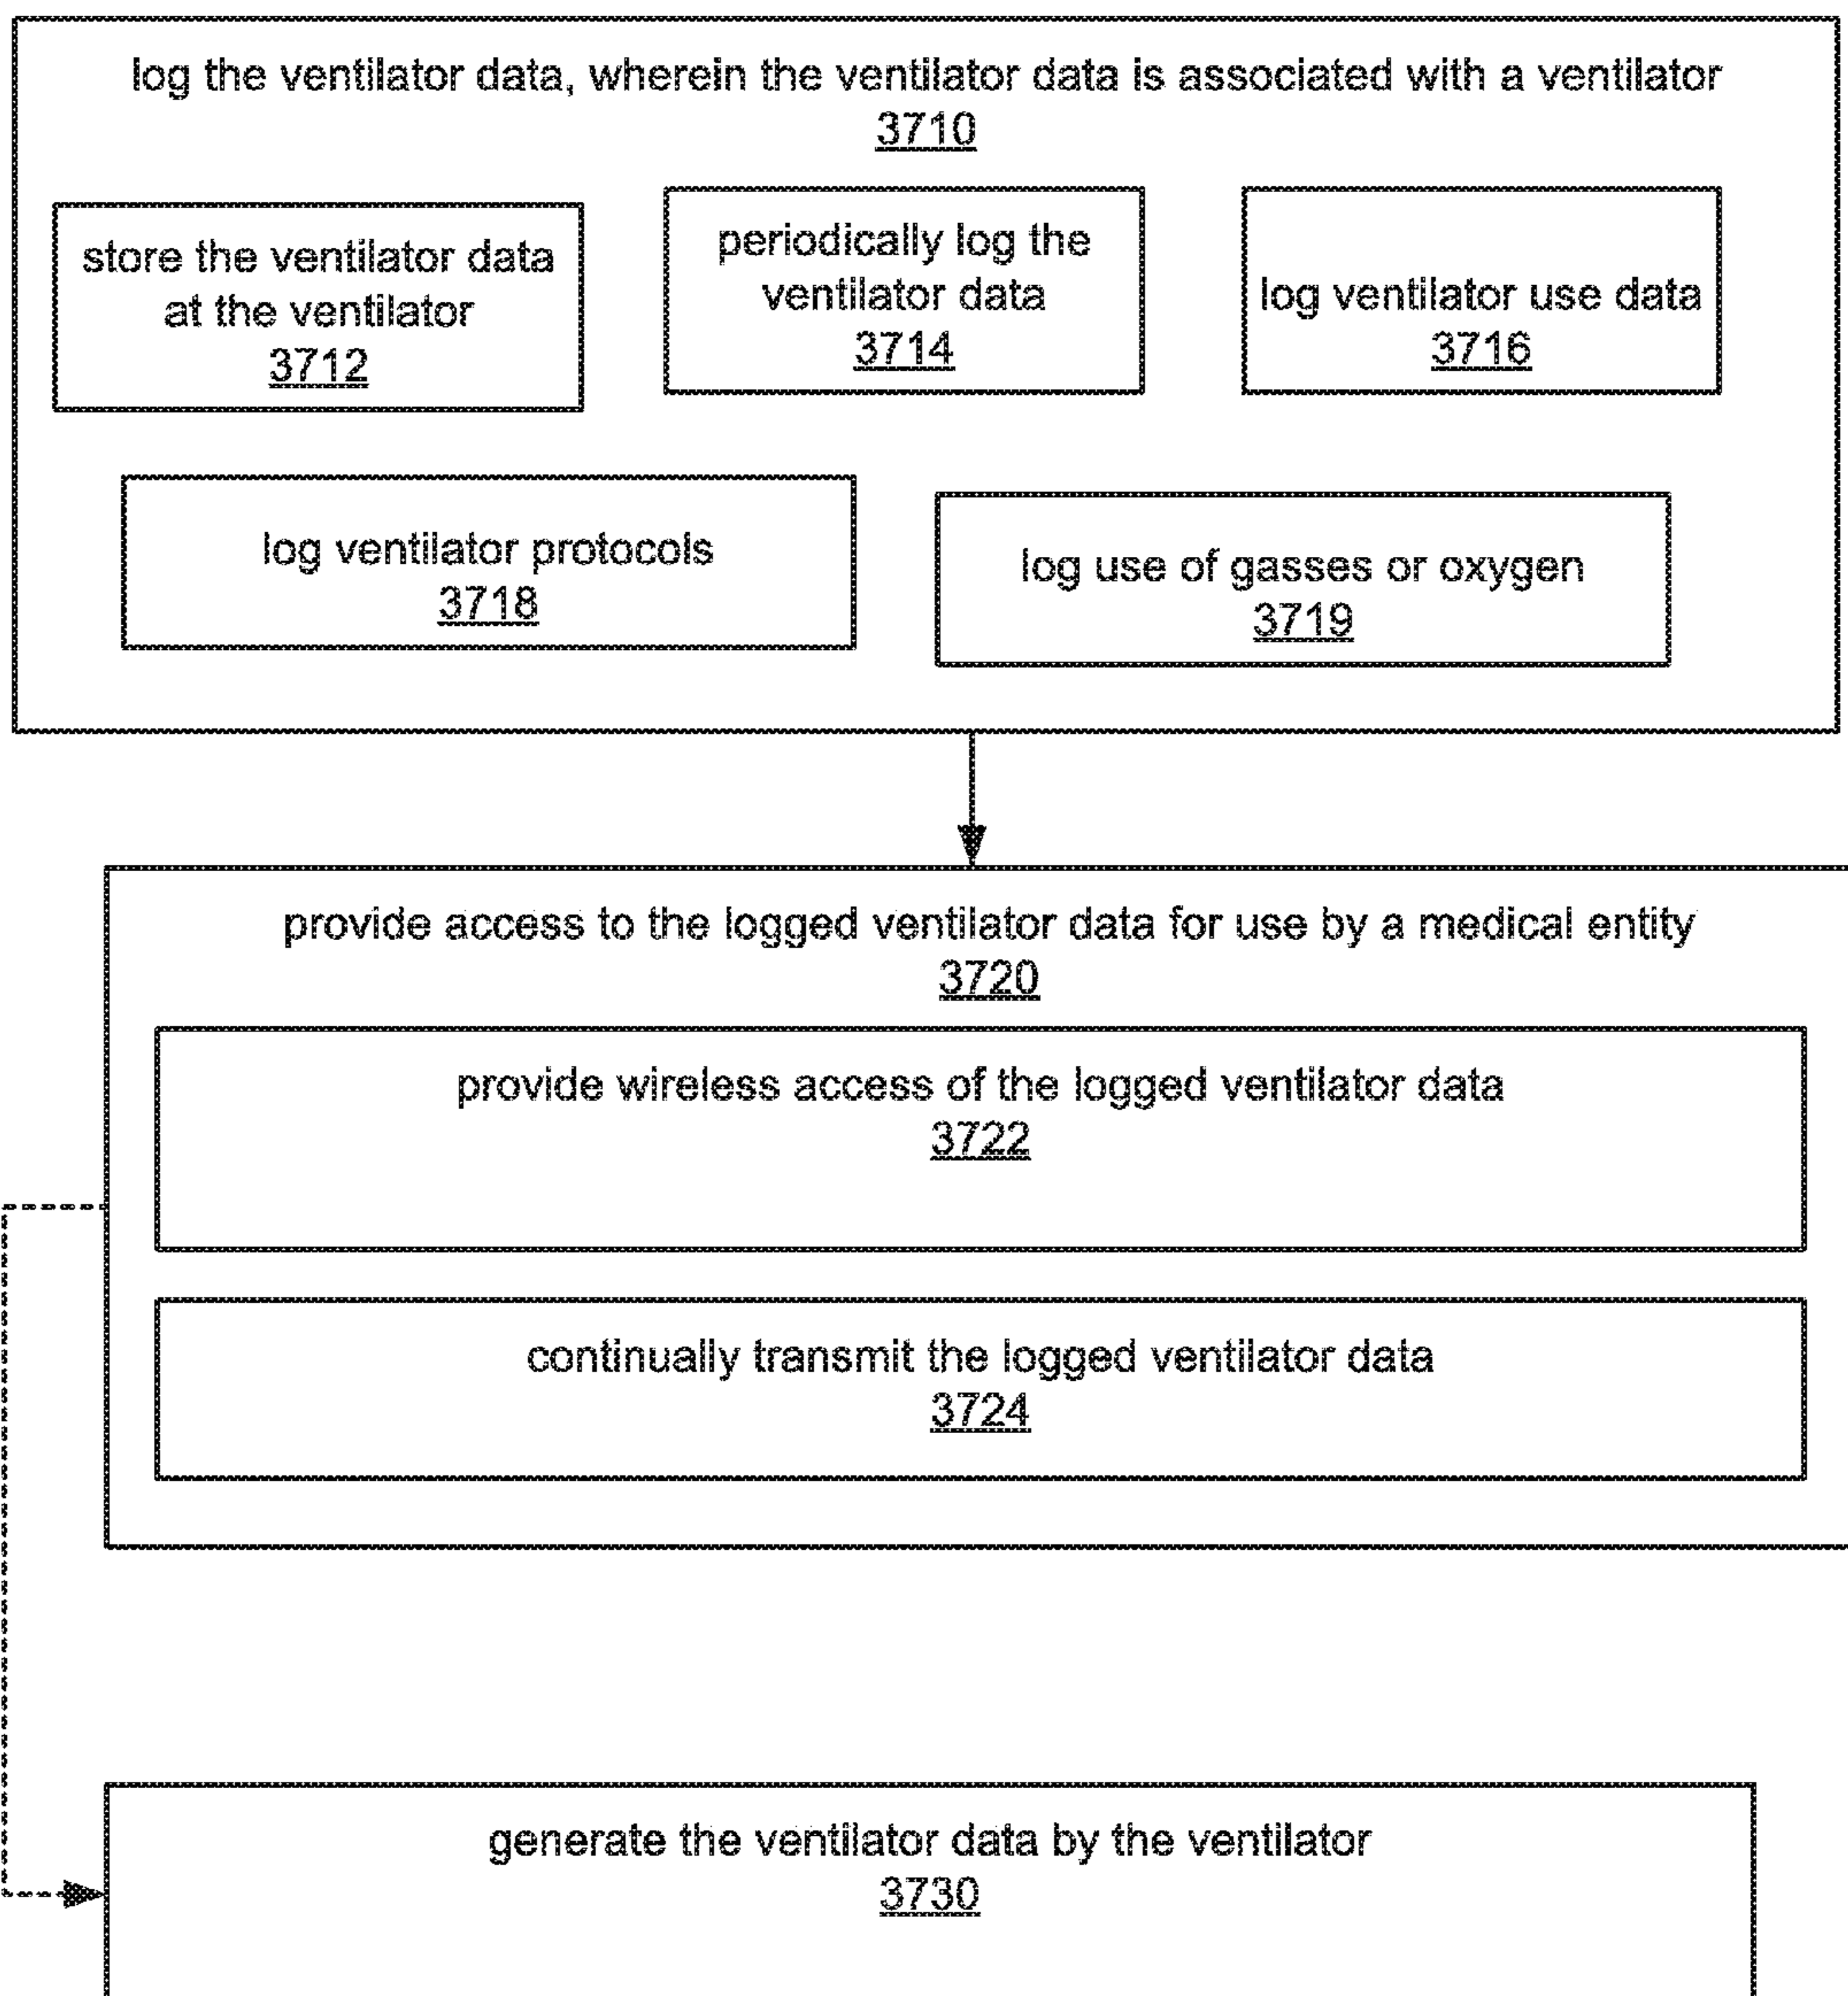 log the ventilator data, wherein the ventilator data is associated with a ventilator
3710
store the ventilator data
at the ventilator
3712
periodically log the
ventilator data
3714
log ventilator use data
3716
log ventilator protocols
3718
log use of gasses or oxygen
3719
provide access to the logged ventilator data for use by a medical entity
3720
provide wireless access of the logged ventilator data
3722
continually transmit the logged ventilator data
3724
generate the ventilator data by the ventilator
3730